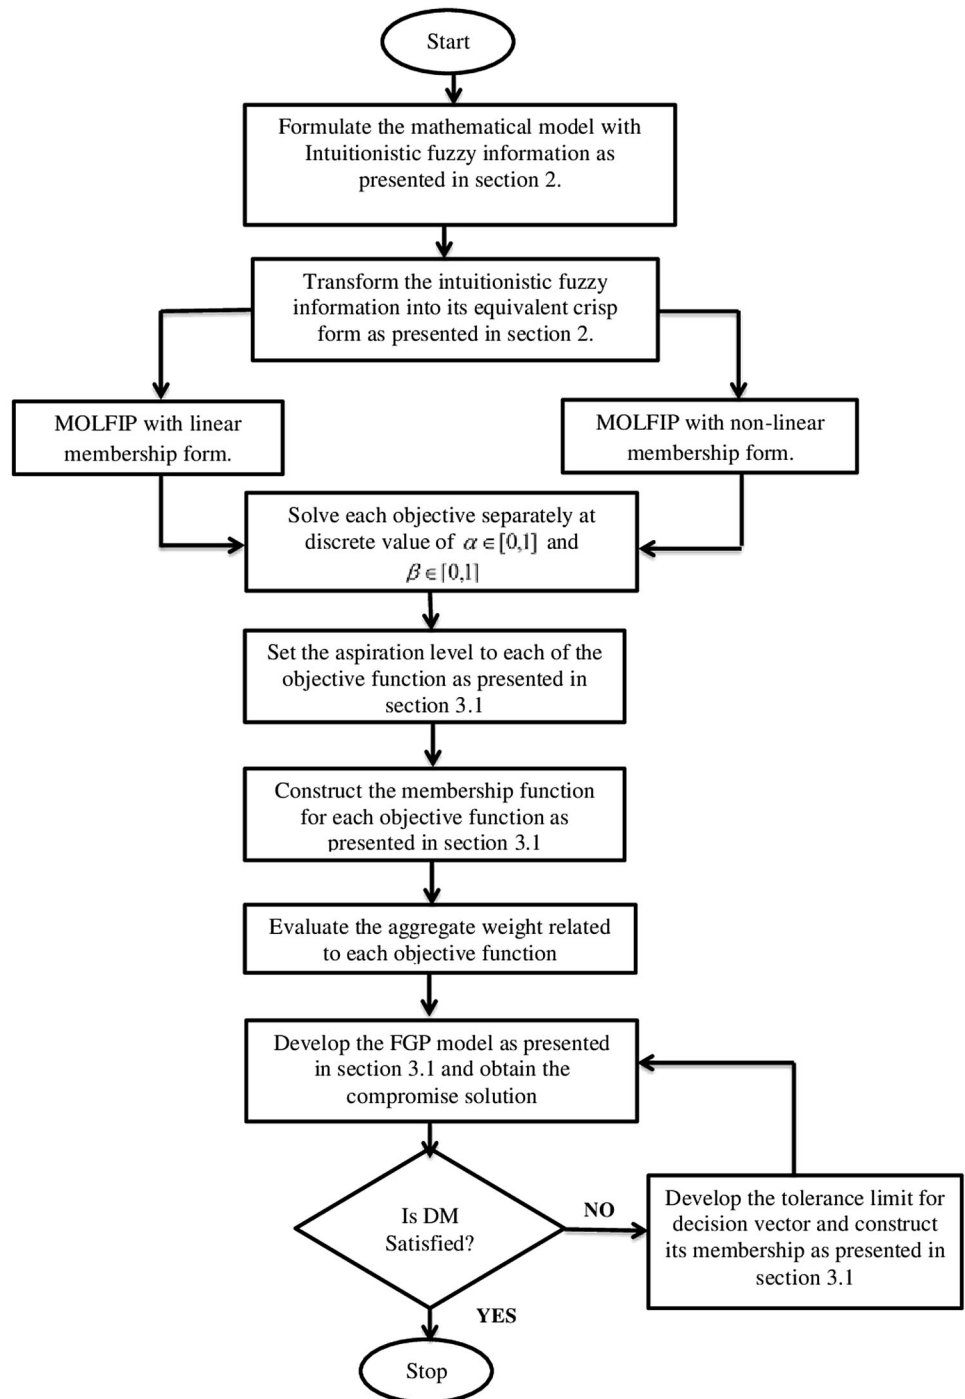 Start
Formulate the mathematical model with
Intuitionistic fuzzy information as
presented in section 2.
Transform the intuitionistic fuzzy
information into its equivalent crisp
form as presented in section 2.
MOLFIP with linear
membership form.
MOLFIP with non-linear
membership form.
Solve each objective separately at
discrete value of α ∈ [0,1] and
β ∈ [0,1]
Set the aspiration level to each of the
objective function as presented in
section 3.1
Construct the membership function
for each objective function as
presented in section 3.1
Evaluate the aggregate weight related
to each objective function
Develop the FGP model as presented
in section 3.1 and obtain the
compromise solution
Is DM
Satisfied?
NO
Develop the tolerance limit for
decision vector and construct
its membership as presented in
section 3.1
YES
Stop